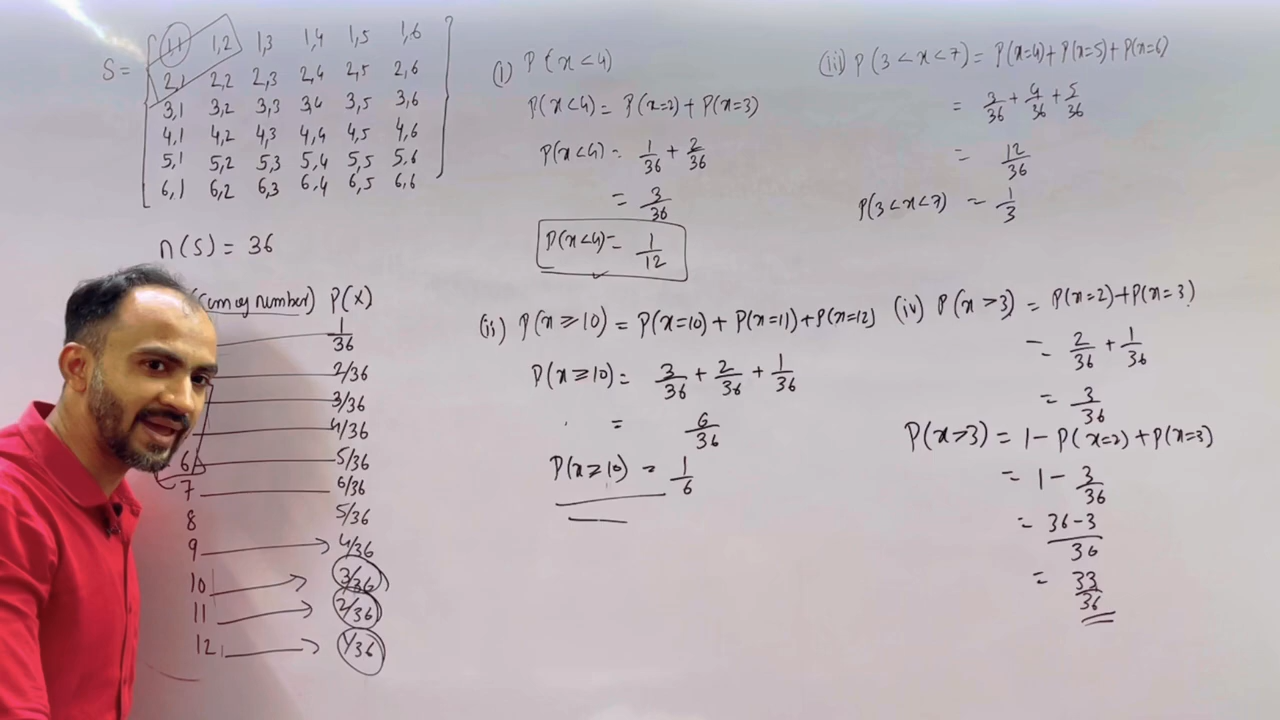 S = { 1,1 1,2 1,3 1,4 1,5 1,6
2,1 2,2 2,3 2,4 2,5 2,6
3,1 3,2 3,3 3,4 3,5 3,6
4,1 4,2 4,3 4,4 4,5 4,6
5,1 5,2 5,3 5,4 5,5 5,6
6,1 6,2 6,3 6,4 6,5 6,6 }
n(S) = 36
(sum of number) P(x)
1/36
2/36
3/36
4/36
6 5/36
7 6/36
8 5/36
9 → 4/36
10 → 3/36
11 → 2/36
12 → 1/36
(i) P(x<4)
P(x<4) = P(x=2) + P(x=3)
P(x<4) = 1/36 + 2/36
= 3/36
P(x<4) = 1/12
(ii) P(x≥10) = P(x=10) + P(x=11) + P(x=12)
P(x≥10) = 3/36 + 2/36 + 1/36
= 6/36
P(x≥10) = 1/6
(iii) P(3<x<7) = P(x=4) + P(x=5) + P(x=6)
= 3/36 + 4/36 + 5/36
= 12/36
P(3<x<7) = 1/3
(iv) P(x>3) = P(x=2) + P(x=3)
= 2/36 + 1/36
= 3/36
P(x>3) = 1 - P(x=2) + P(x=3)
= 1 - 3/36
= 36-3/36
= 33/36